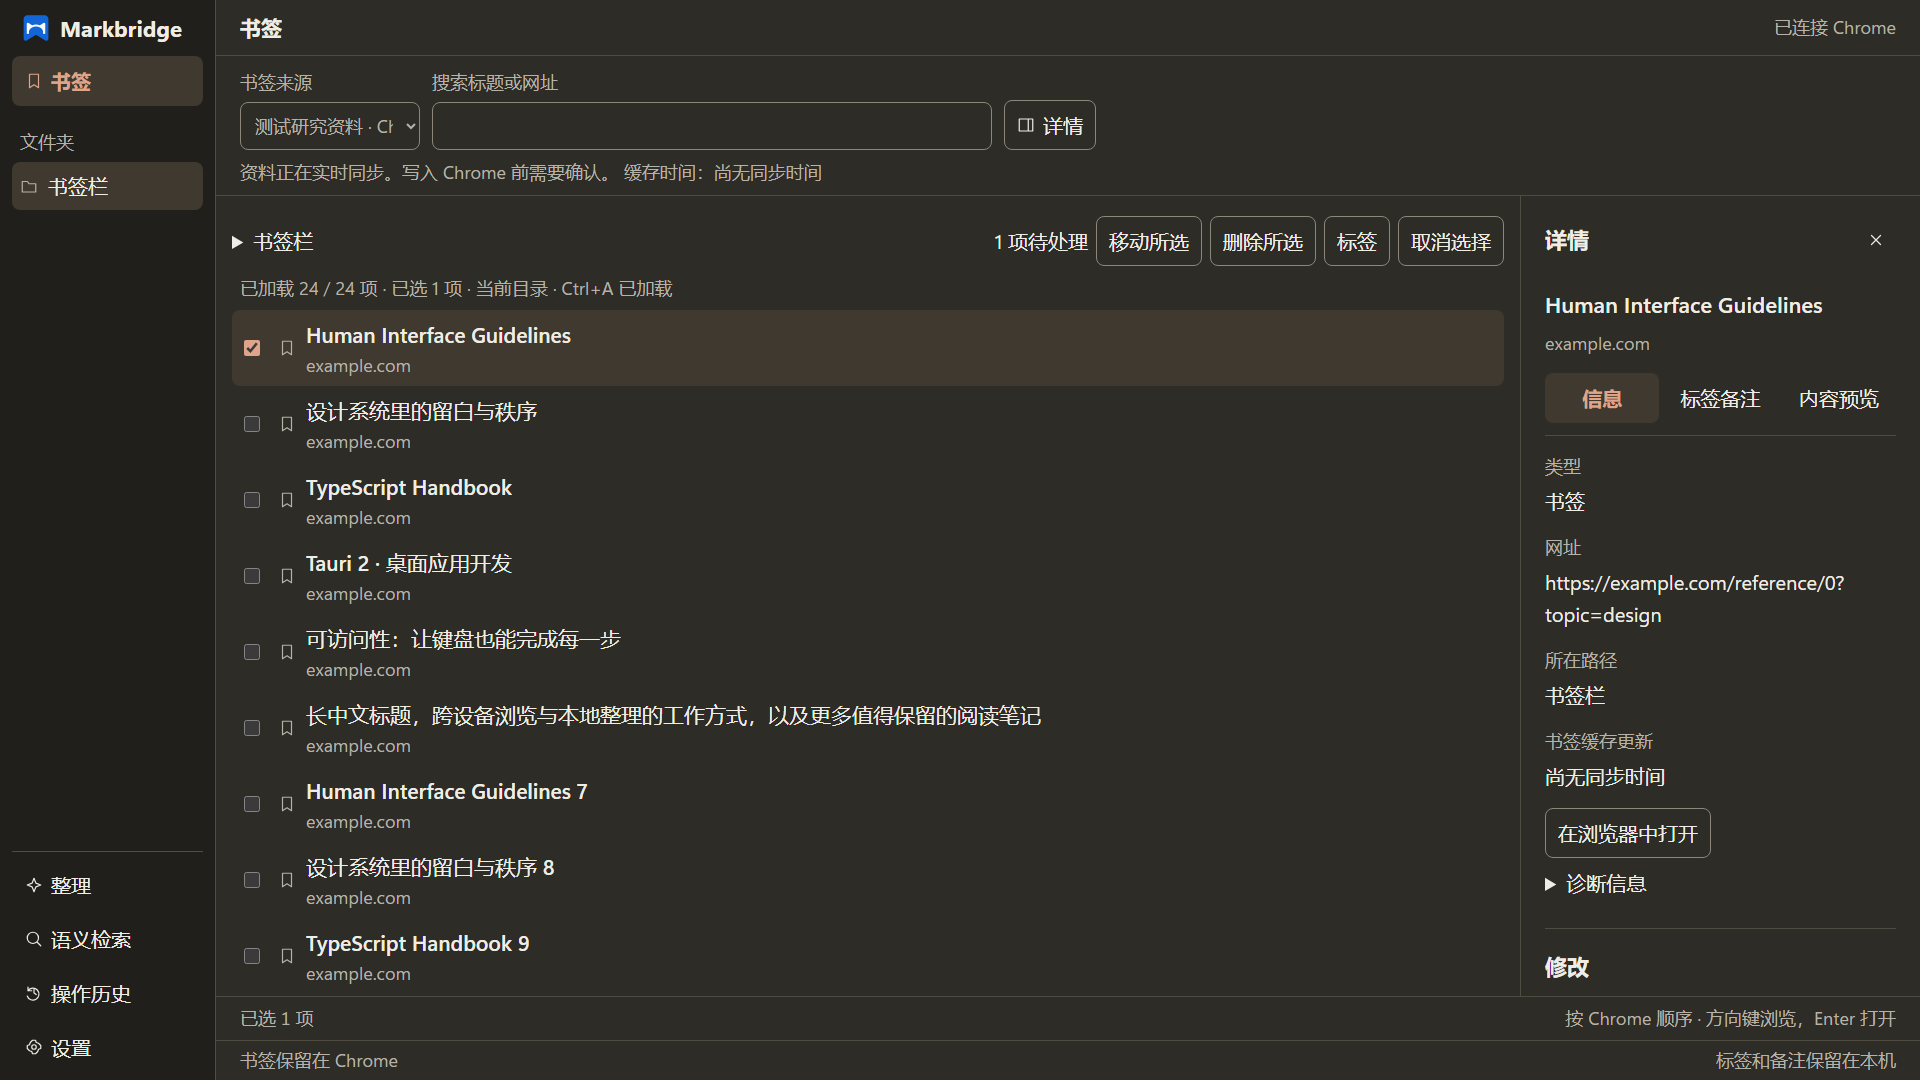 Markbridge
书签
文件夹
书签栏
整理
语义检索
操作历史
设置
书签
已连接 Chrome
书签来源
搜索标题或网址
测试研究资料 · Ch
详情
资料正在实时同步。写入 Chrome 前需要确认。 缓存时间：尚无同步时间
书签栏
1 项待处理
移动所选
删除所选
标签
取消选择
已加载 24 / 24 项 · 已选 1 项 · 当前目录 · Ctrl+A 已加载
Human Interface Guidelines
example.com
设计系统里的留白与秩序
example.com
TypeScript Handbook
example.com
Tauri 2 · 桌面应用开发
example.com
可访问性：让键盘也能完成每一步
example.com
长中文标题，跨设备浏览与本地整理的工作方式，以及更多值得保留的阅读笔记
example.com
Human Interface Guidelines 7
example.com
设计系统里的留白与秩序 8
example.com
TypeScript Handbook 9
example.com
详情
Human Interface Guidelines
example.com
信息
标签备注
内容预览
类型
书签
网址
https://example.com/reference/0?
topic=design
所在路径
书签栏
书签缓存更新
尚无同步时间
在浏览器中打开
诊断信息
修改
已选 1 项
按 Chrome 顺序 · 方向键浏览，Enter 打开
书签保留在 Chrome
标签和备注保留在本机